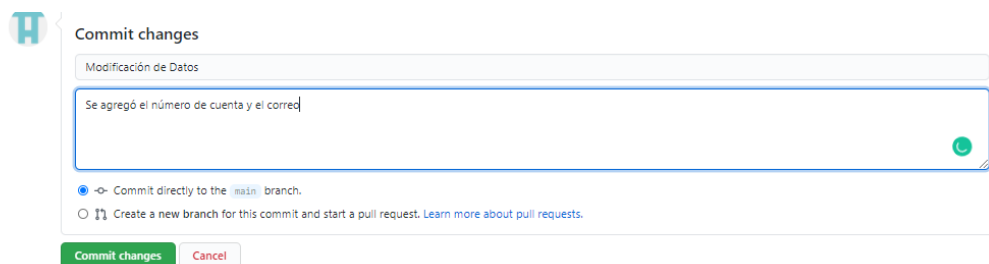 Commit changes
Modificación de Datos
Se agregó el número de cuenta y el correo
Commit directly to the main branch.
Create a new branch for this commit and start a pull request. Learn more about pull requests.
Commit changes Cancel